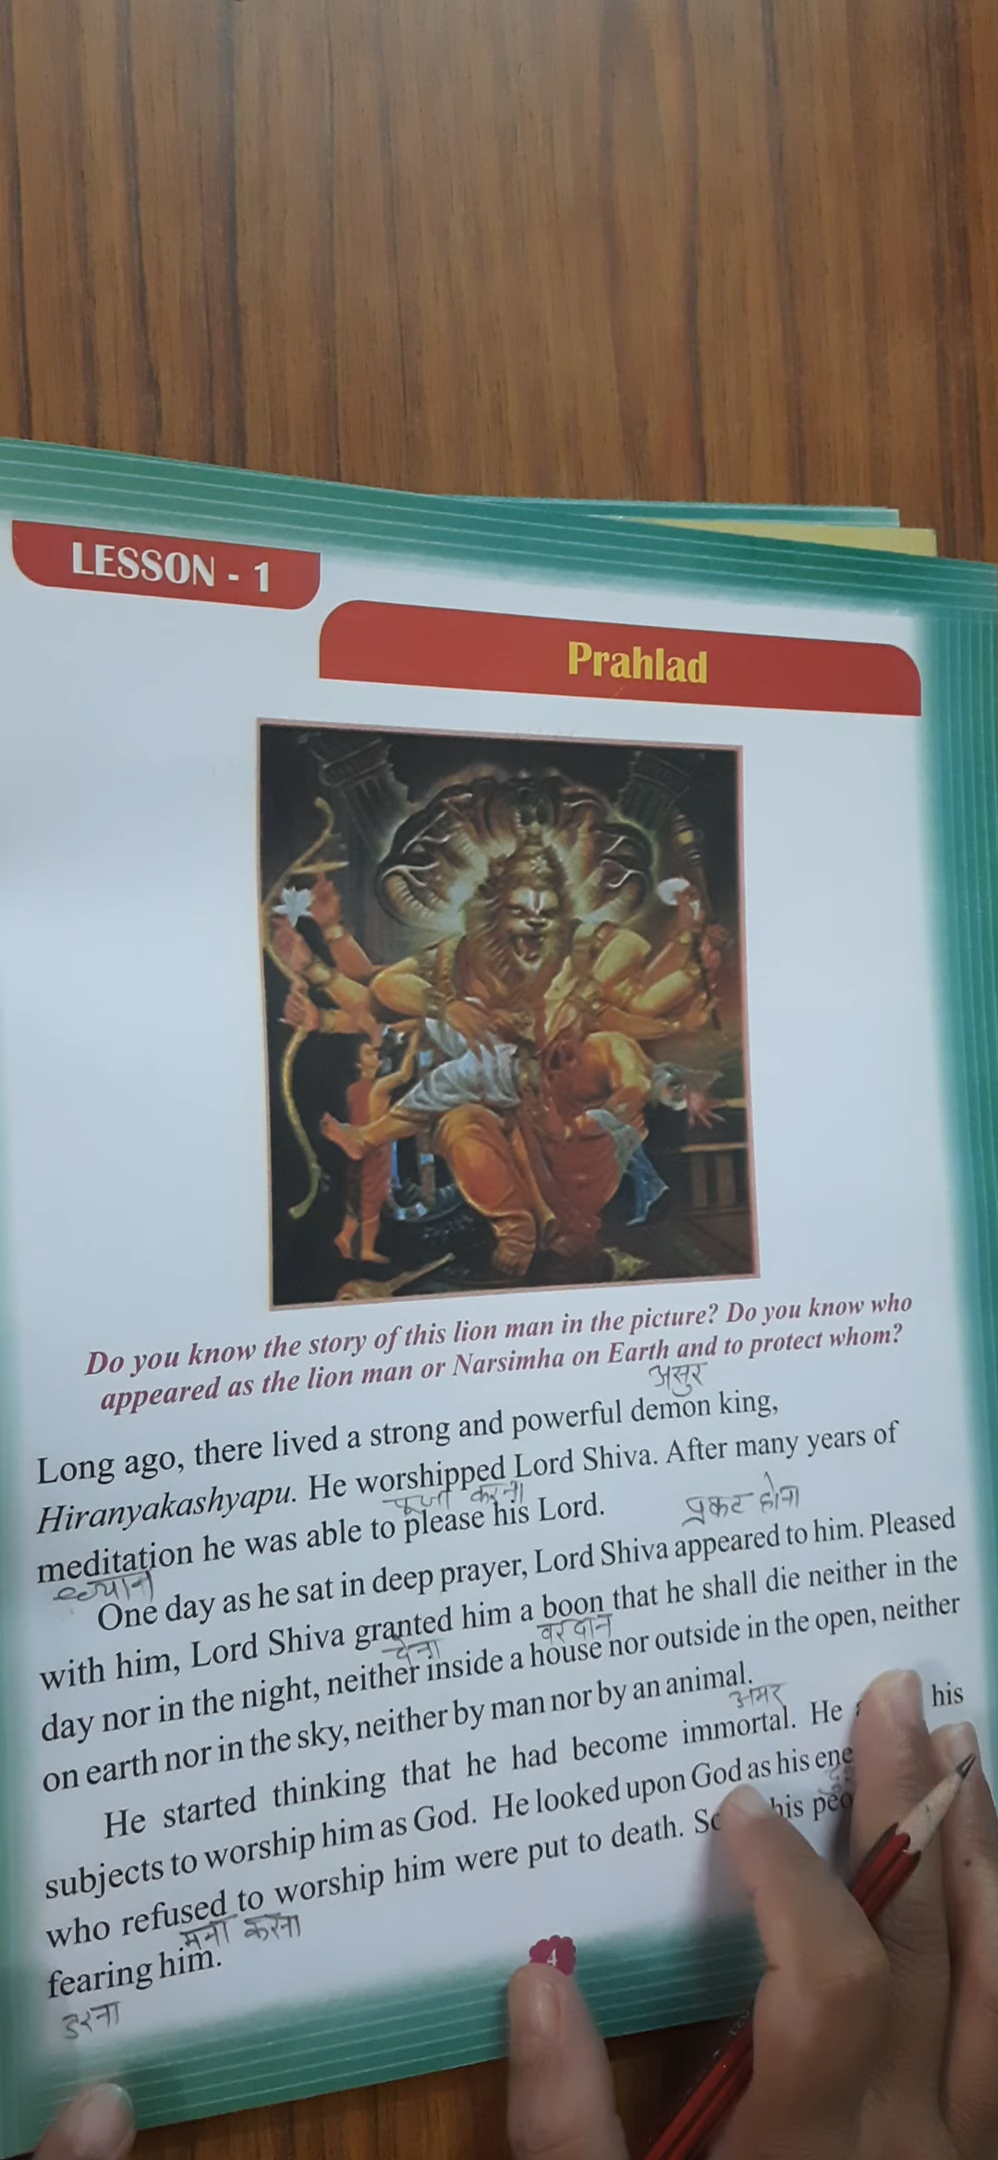 LESSON - 1
Prahlad
Do you know the story of this lion man in the picture? Do you know who
appeared as the lion man or Narsimha on Earth and to protect whom?
असुर
Long ago, there lived a strong and powerful demon king,
Hiranyakashyapu. He worshipped Lord Shiva. After many years of
पूजा करना
प्रकट होना
meditation he was able to please his Lord.
ध्यान
One day as he sat in deep prayer, Lord Shiva appeared to him. Pleased
with him, Lord Shiva granted him a boon that he shall die neither in the
देना
वरदान
day nor in the night, neither inside a house nor outside in the open, neither
on earth nor in the sky, neither by man nor by an animal.
अमर
He started thinking that he had become immortal. He his
subjects to worship him as God. He looked upon God as his ene
who refused to worship him were put to death. So his peo
मना करना
fearing him.
डरना
4